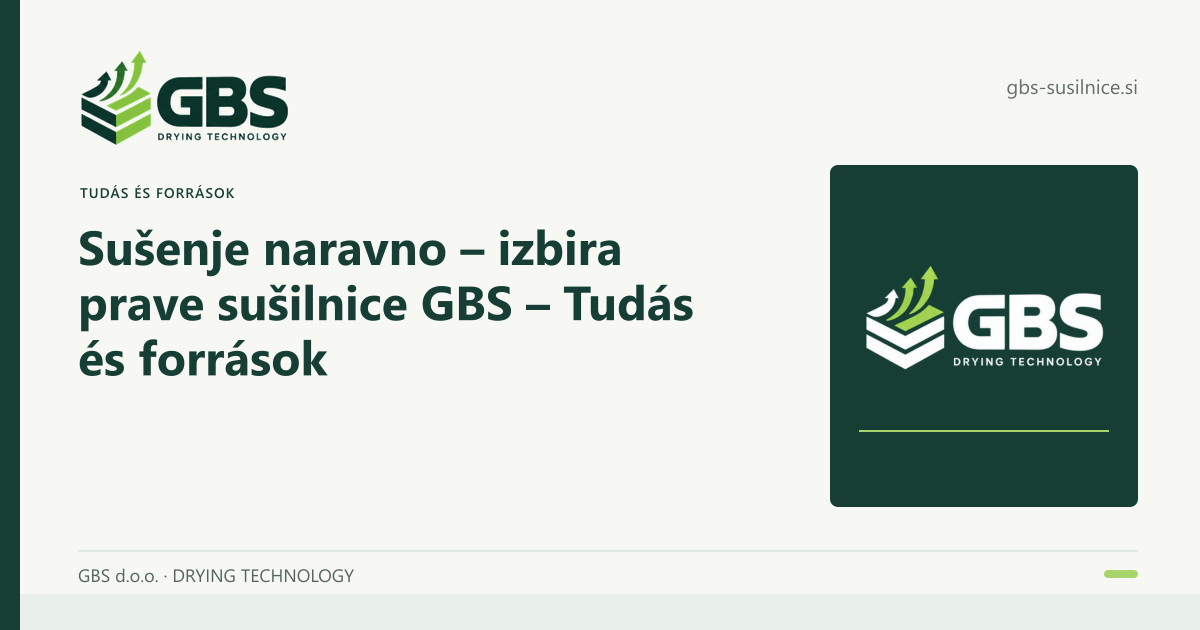 GBS
DRYING TECHNOLOGY
gbs-susilnice.si
TUDÁS ÉS FORRÁSOK
Sušenje naravno – izbira
prave sušilnice GBS – Tudás
és források
GBS
DRYING TECHNOLOGY
GBS d.o.o. · DRYING TECHNOLOGY